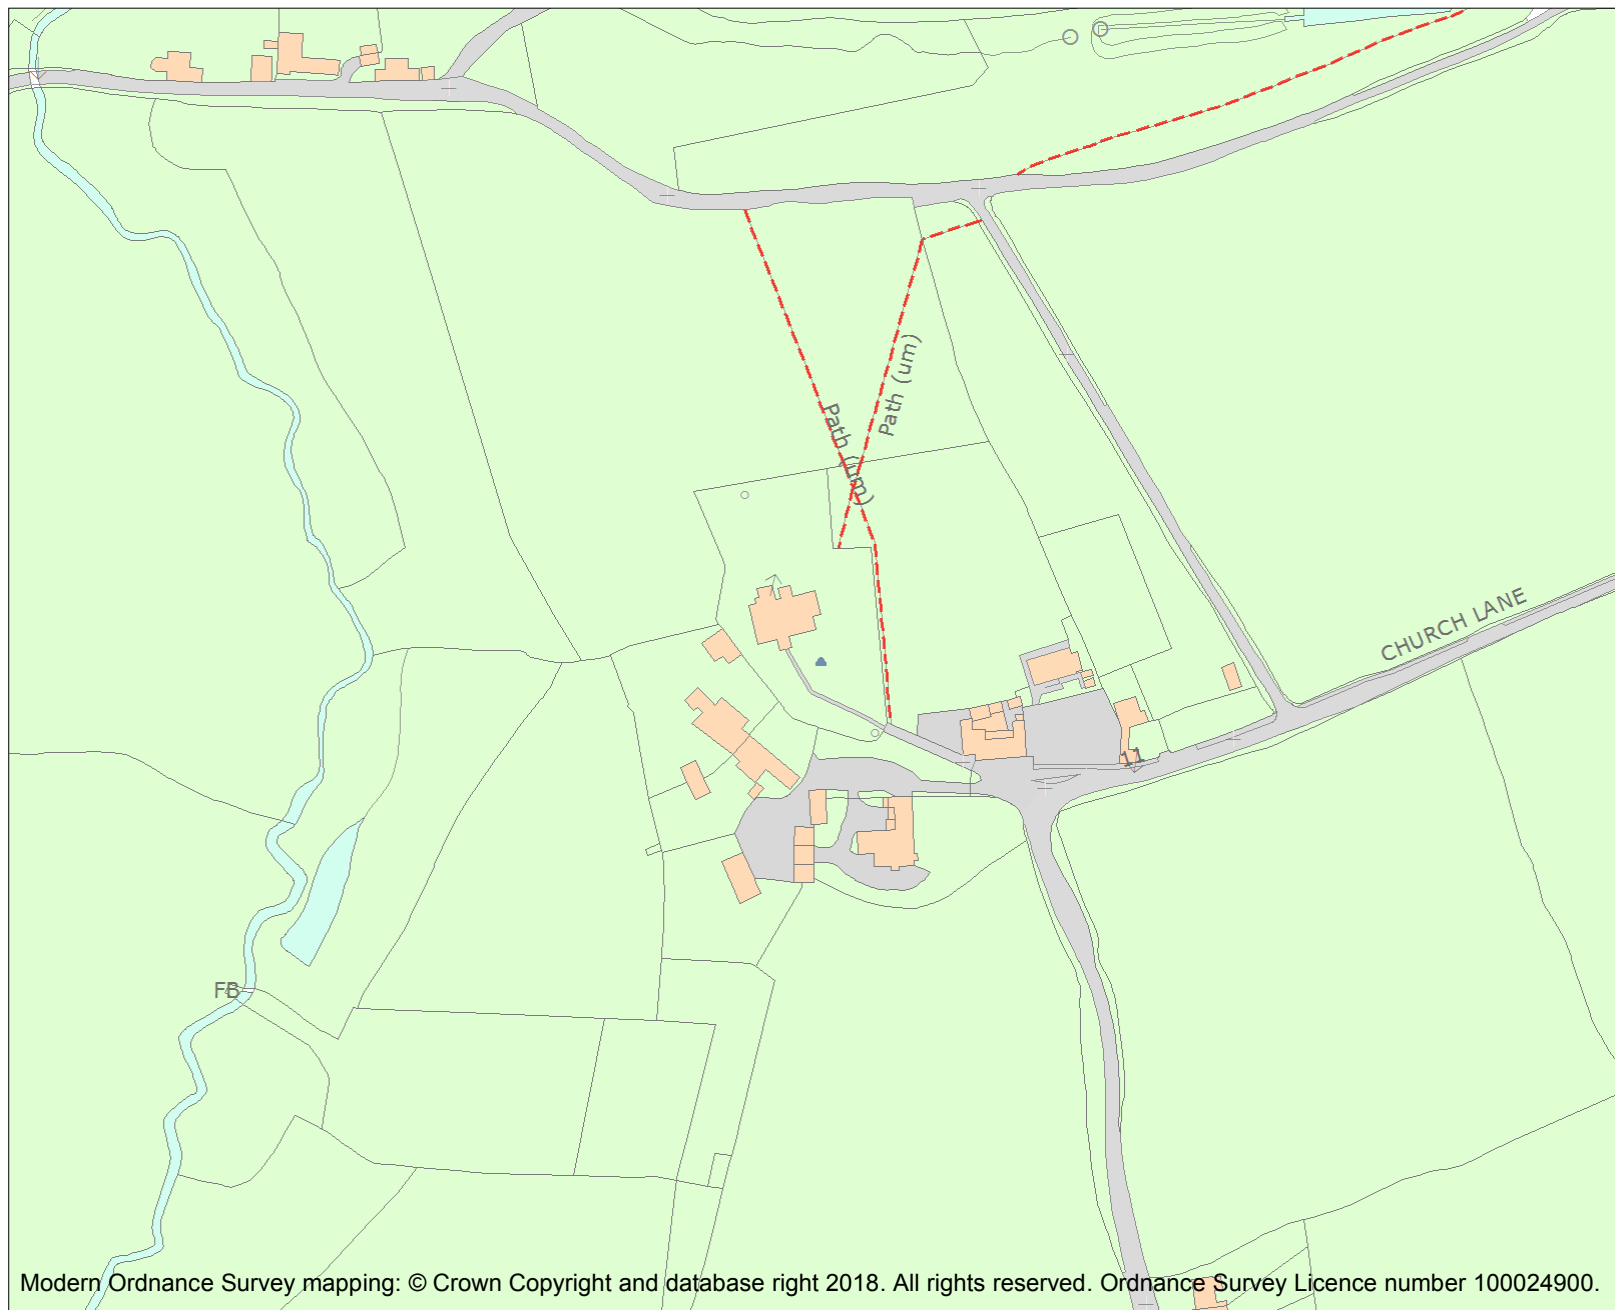 Path (um)
Path (um)
CHURCH LANE
11
FB
Modern Ordnance Survey mapping: © Crown Copyright and database right 2018. All rights reserved. Ordnance Survey Licence number 100024900.